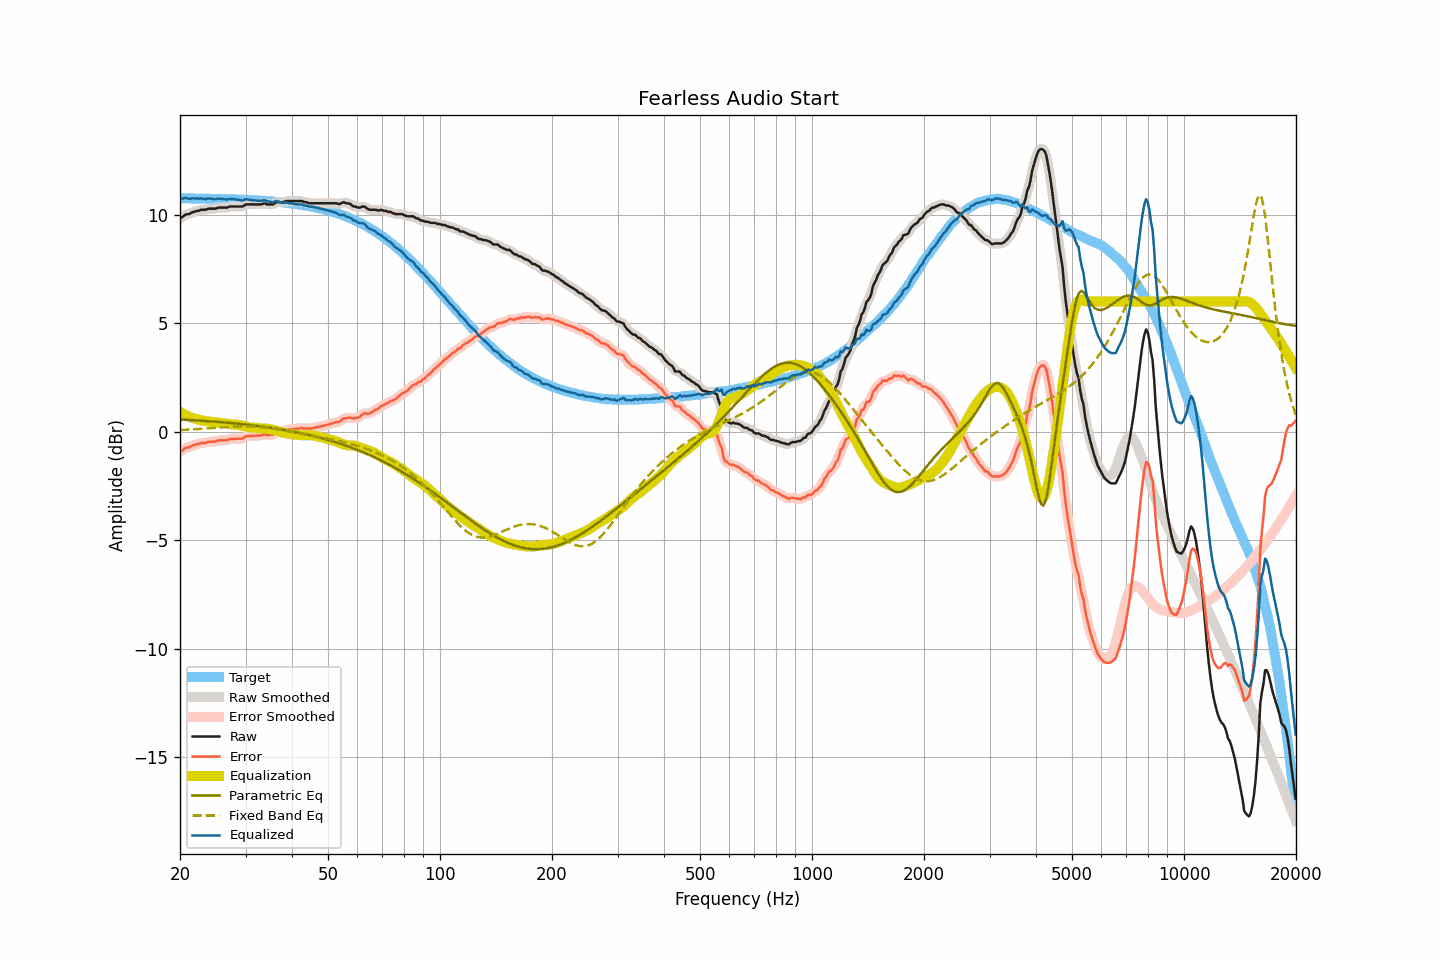 Fearless Audio Start
Amplitude (dBr)
10
5
0
−5
−10
−15
Target
Raw Smoothed
Error Smoothed
Raw
Error
Equalization
Parametric Eq
Fixed Band Eq
Equalized
20 50 100 200 500 1000 2000 5000 10000 20000
Frequency (Hz)